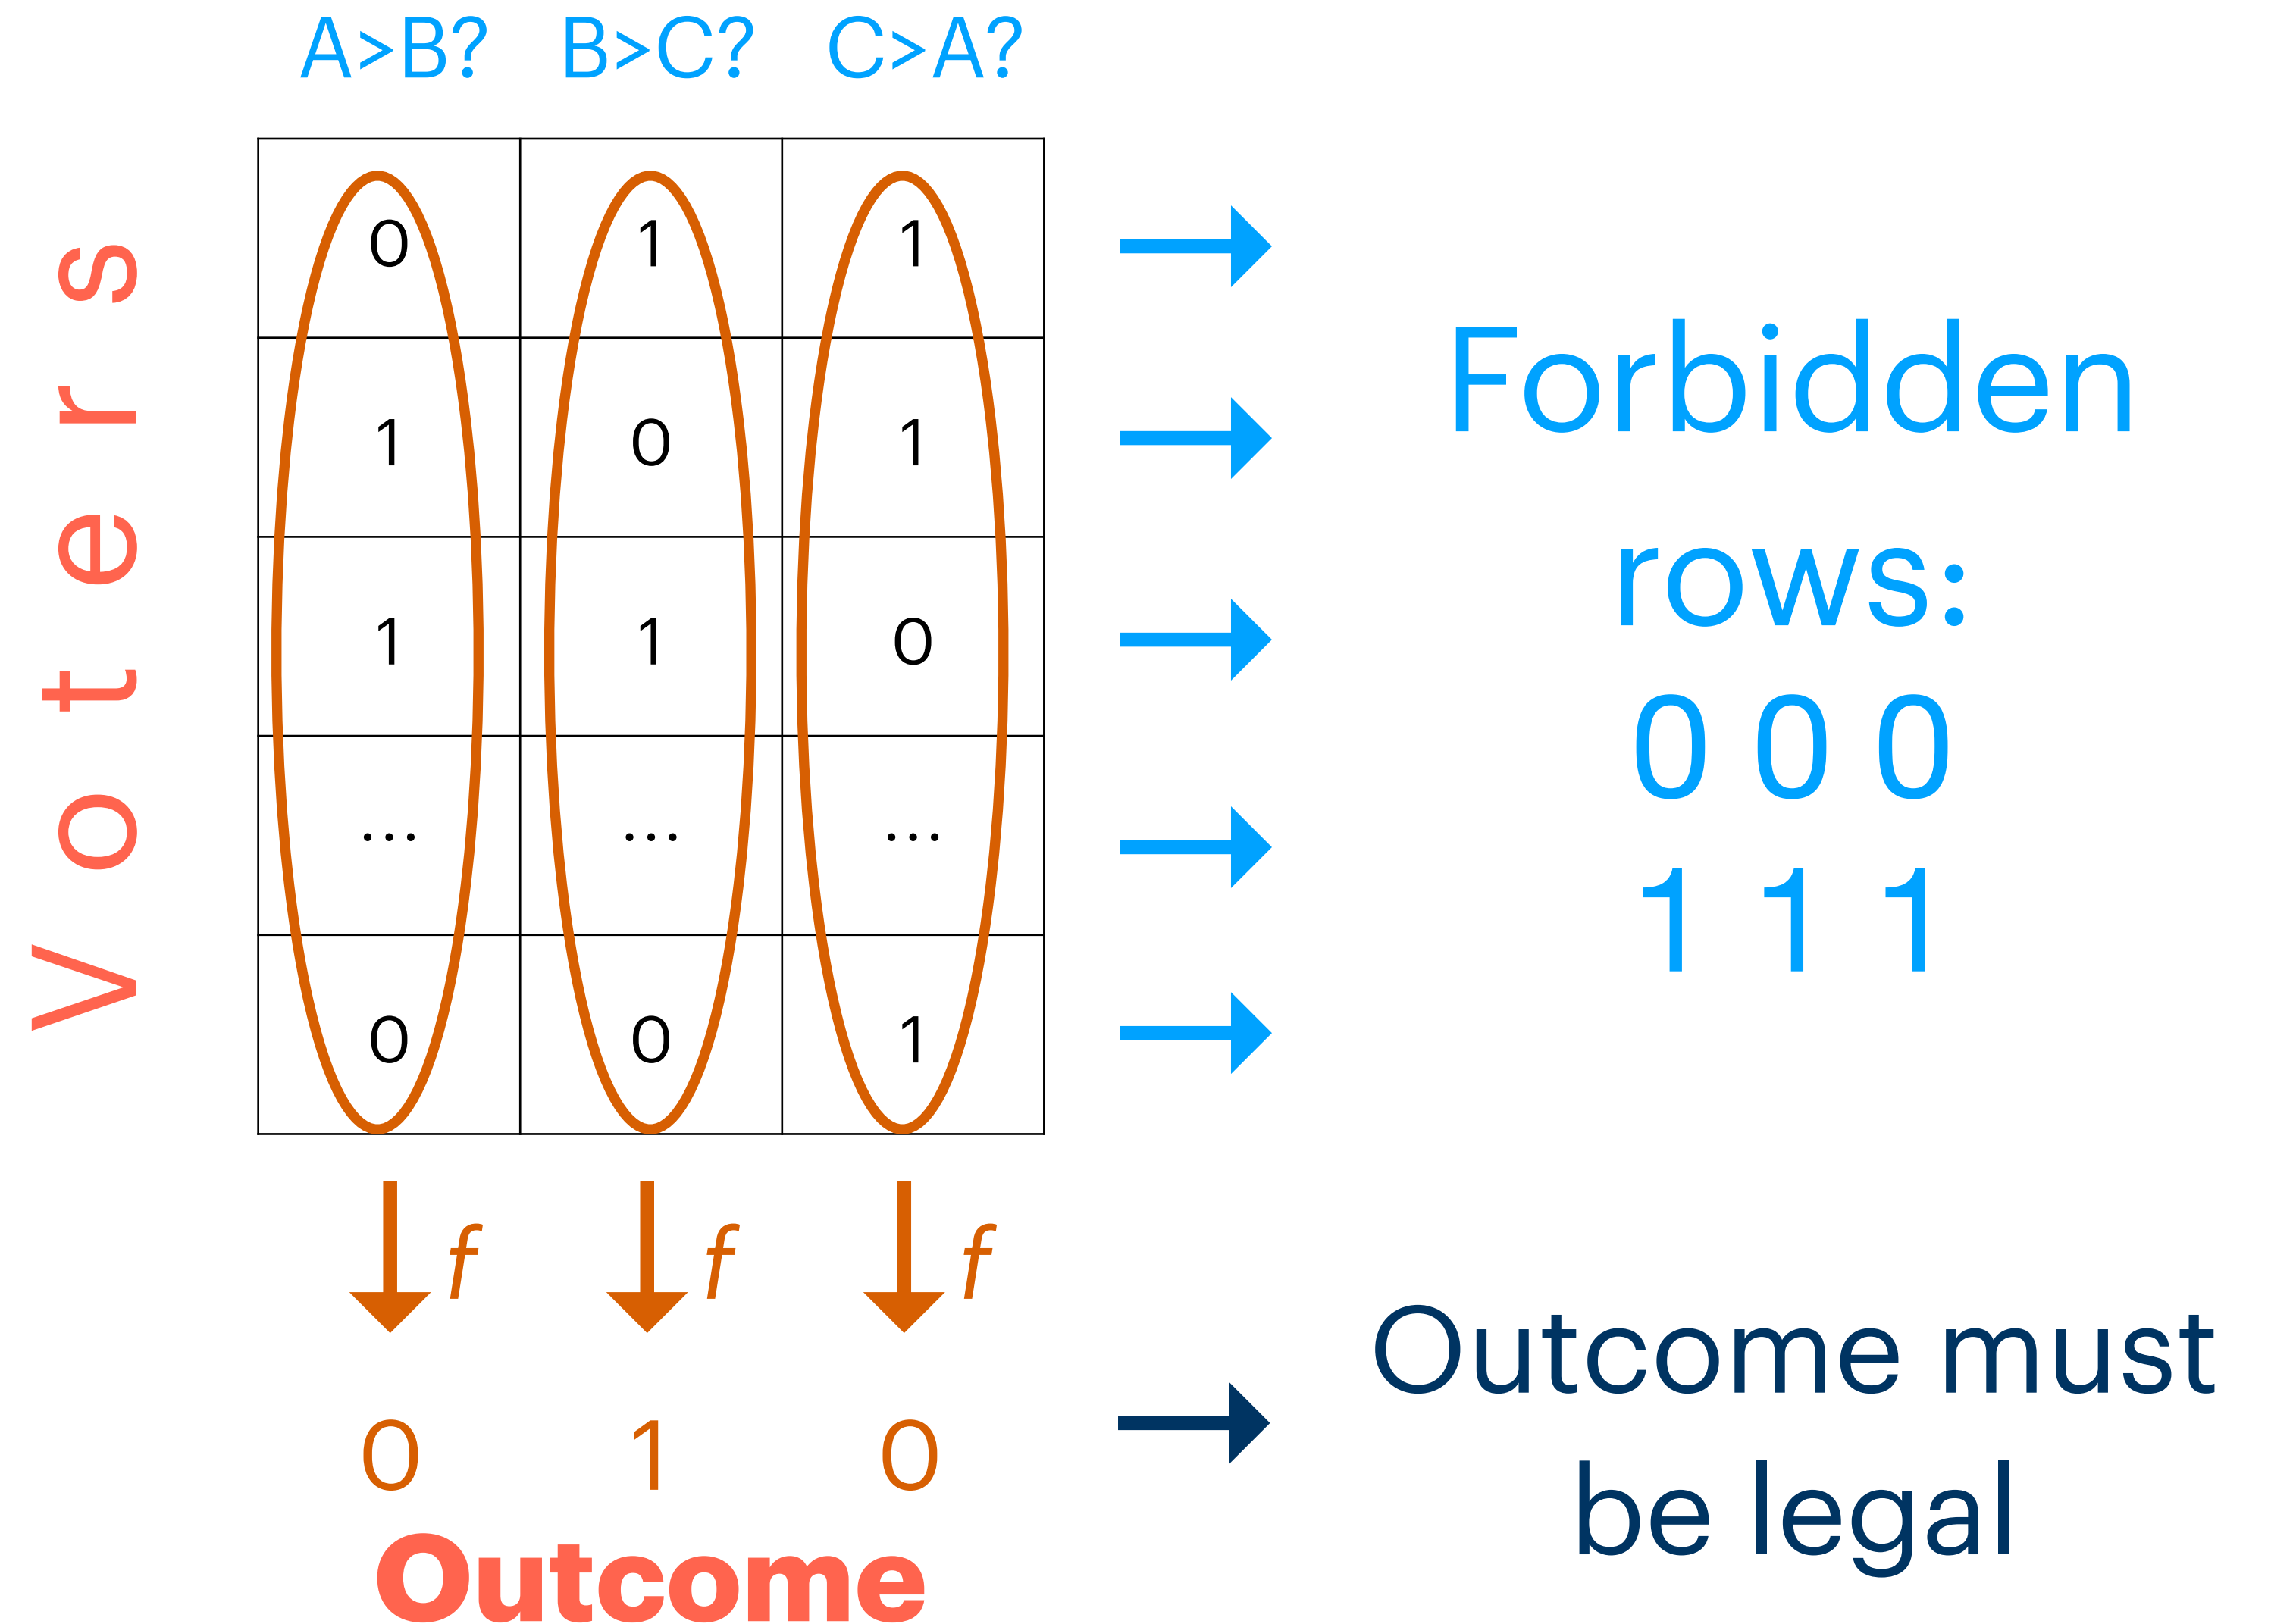 A>B? B>C? C>A?
Voters
0 1 1
1 0 1
1 1 0
... ... ...
0 0 1
Forbidden
rows:
0 0 0
1 1 1
f f f
0 1 0
Outcome
Outcome must
be legal